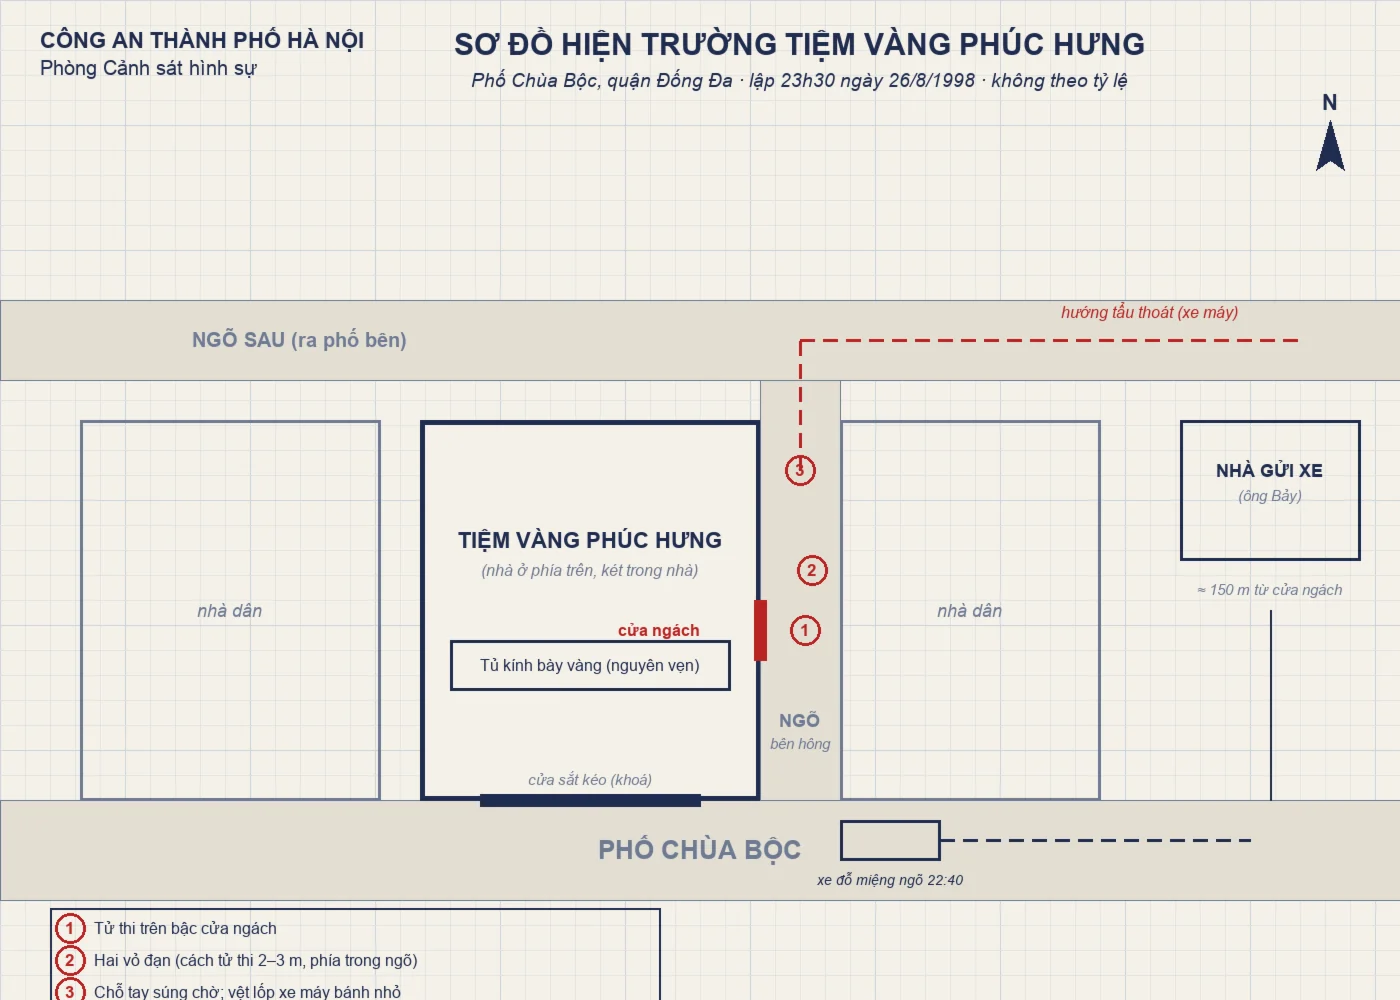 CÔNG AN THÀNH PHỐ HÀ NỘI
Phòng Cảnh sát hình sự
SƠ ĐỒ HIỆN TRƯỜNG TIỆM VÀNG PHÚC HƯNG
Phố Chùa Bộc, quận Đống Đa · lập 23h30 ngày 26/8/1998 · không theo tỷ lệ
N
hướng tẩu thoát (xe máy)
NGÕ SAU (ra phố bên)
3
NHÀ GỬI XE
(ông Bảy)
TIỆM VÀNG PHÚC HƯNG
(nhà ở phía trên, két trong nhà)
2
≈ 150 m từ cửa ngách
nhà dân
nhà dân
cửa ngách
1
Tủ kính bày vàng (nguyên vẹn)
NGÕ
bên hông
cửa sắt kéo (khoá)
PHỐ CHÙA BỘC
xe đỗ miệng ngõ 22:40
1 Tử thi trên bậc cửa ngách
2 Hai vỏ đạn (cách tử thi 2–3 m, phía trong ngõ)
3 Chỗ tay súng chờ; vệt lốp xe máy bánh nhỏ